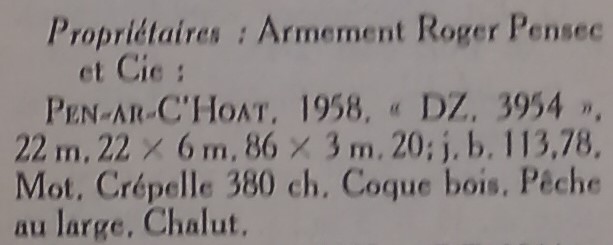 Propriétaires : Armement Roger Pensec
et Cie :
PEN-AR-C'HOAT, 1958, « DZ. 3954 »,
22 m. 22 × 6 m. 86 × 3 m. 20; j. b. 113,78.
Mot. Crépelle 380 ch. Coque bois. Pêche
au large. Chalut.